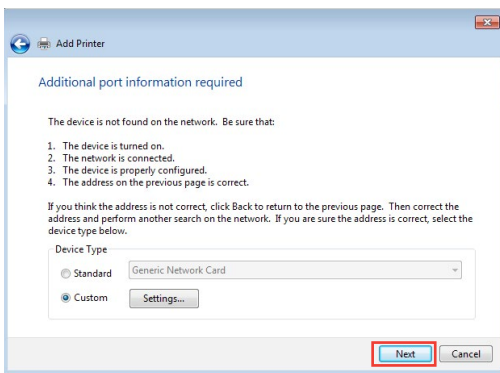 Add Printer
Additional port information required
The device is not found on the network. Be sure that:
1. The device is turned on.
2. The network is connected.
3. The device is properly configured.
4. The address on the previous page is correct.
If you think the address is not correct, click Back to return to the previous page. Then correct the
address and perform another search on the network. If you are sure the address is correct, select the
device type below.
Device Type
Standard
Generic Network Card
Custom
Settings...
Next
Cancel